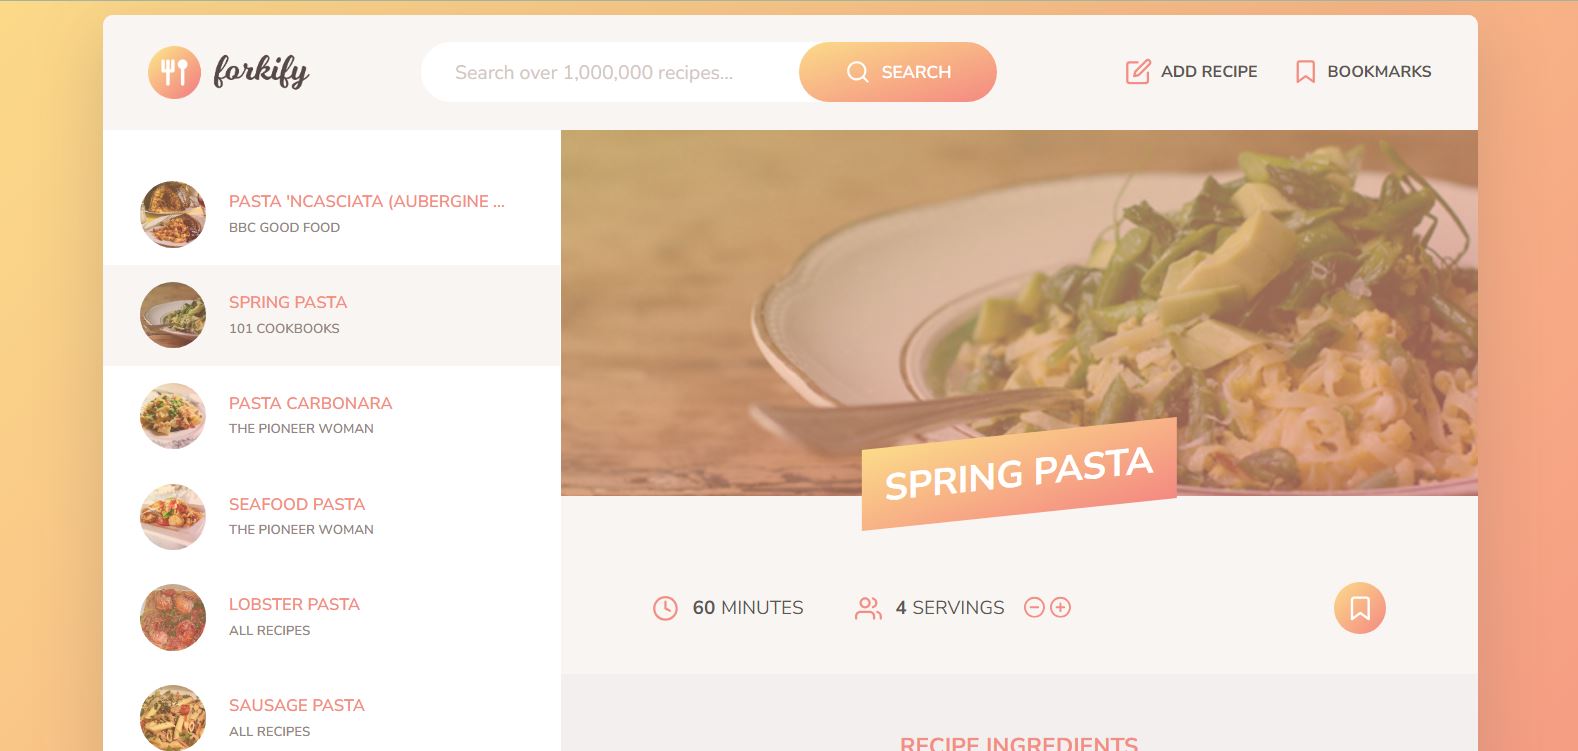 forkify
Search over 1,000,000 recipes...
SEARCH
ADD RECIPE
BOOKMARKS
PASTA 'NCASCIATA (AUBERGINE ...
BBC GOOD FOOD
SPRING PASTA
101 COOKBOOKS
PASTA CARBONARA
THE PIONEER WOMAN
SEAFOOD PASTA
THE PIONEER WOMAN
LOBSTER PASTA
ALL RECIPES
SAUSAGE PASTA
ALL RECIPES
SPRING PASTA
60 MINUTES
4 SERVINGS
RECIPE INGREDIENTS